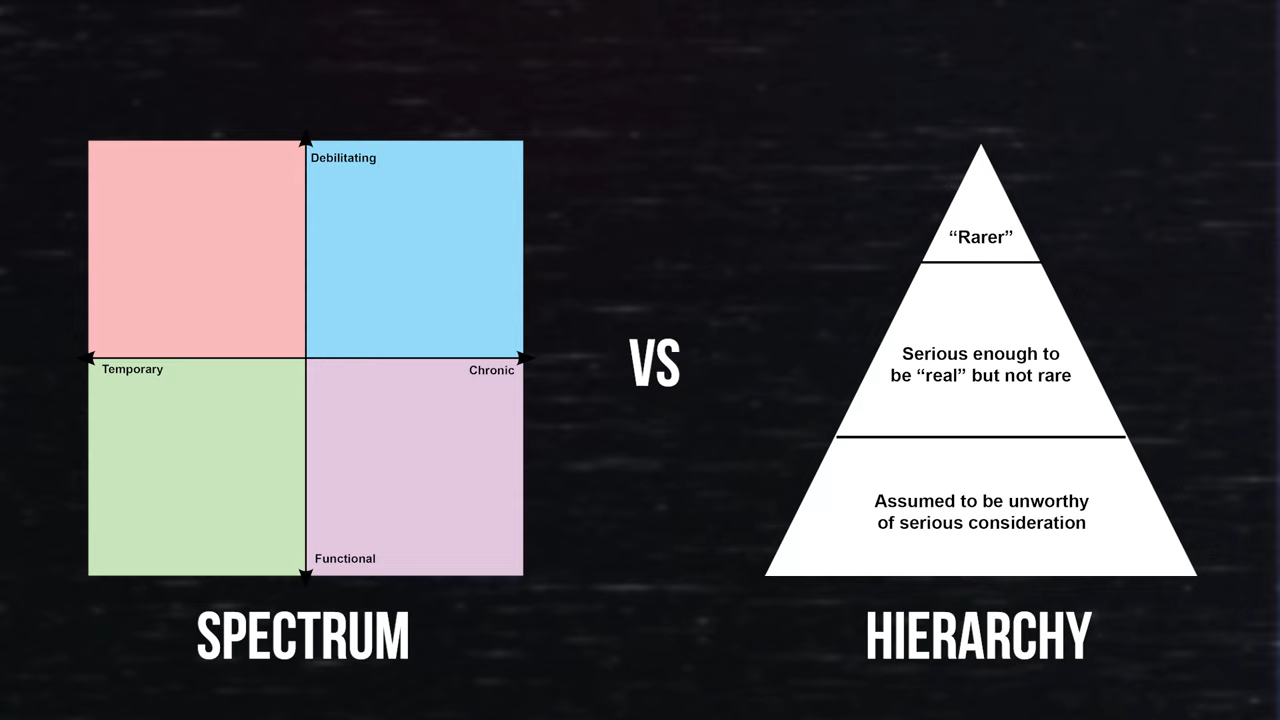 Debilitating
Temporary
Chronic
Functional
SPECTRUM
VS
“Rarer”
Serious enough to
be “real” but not rare
Assumed to be unworthy
of serious consideration
HIERARCHY